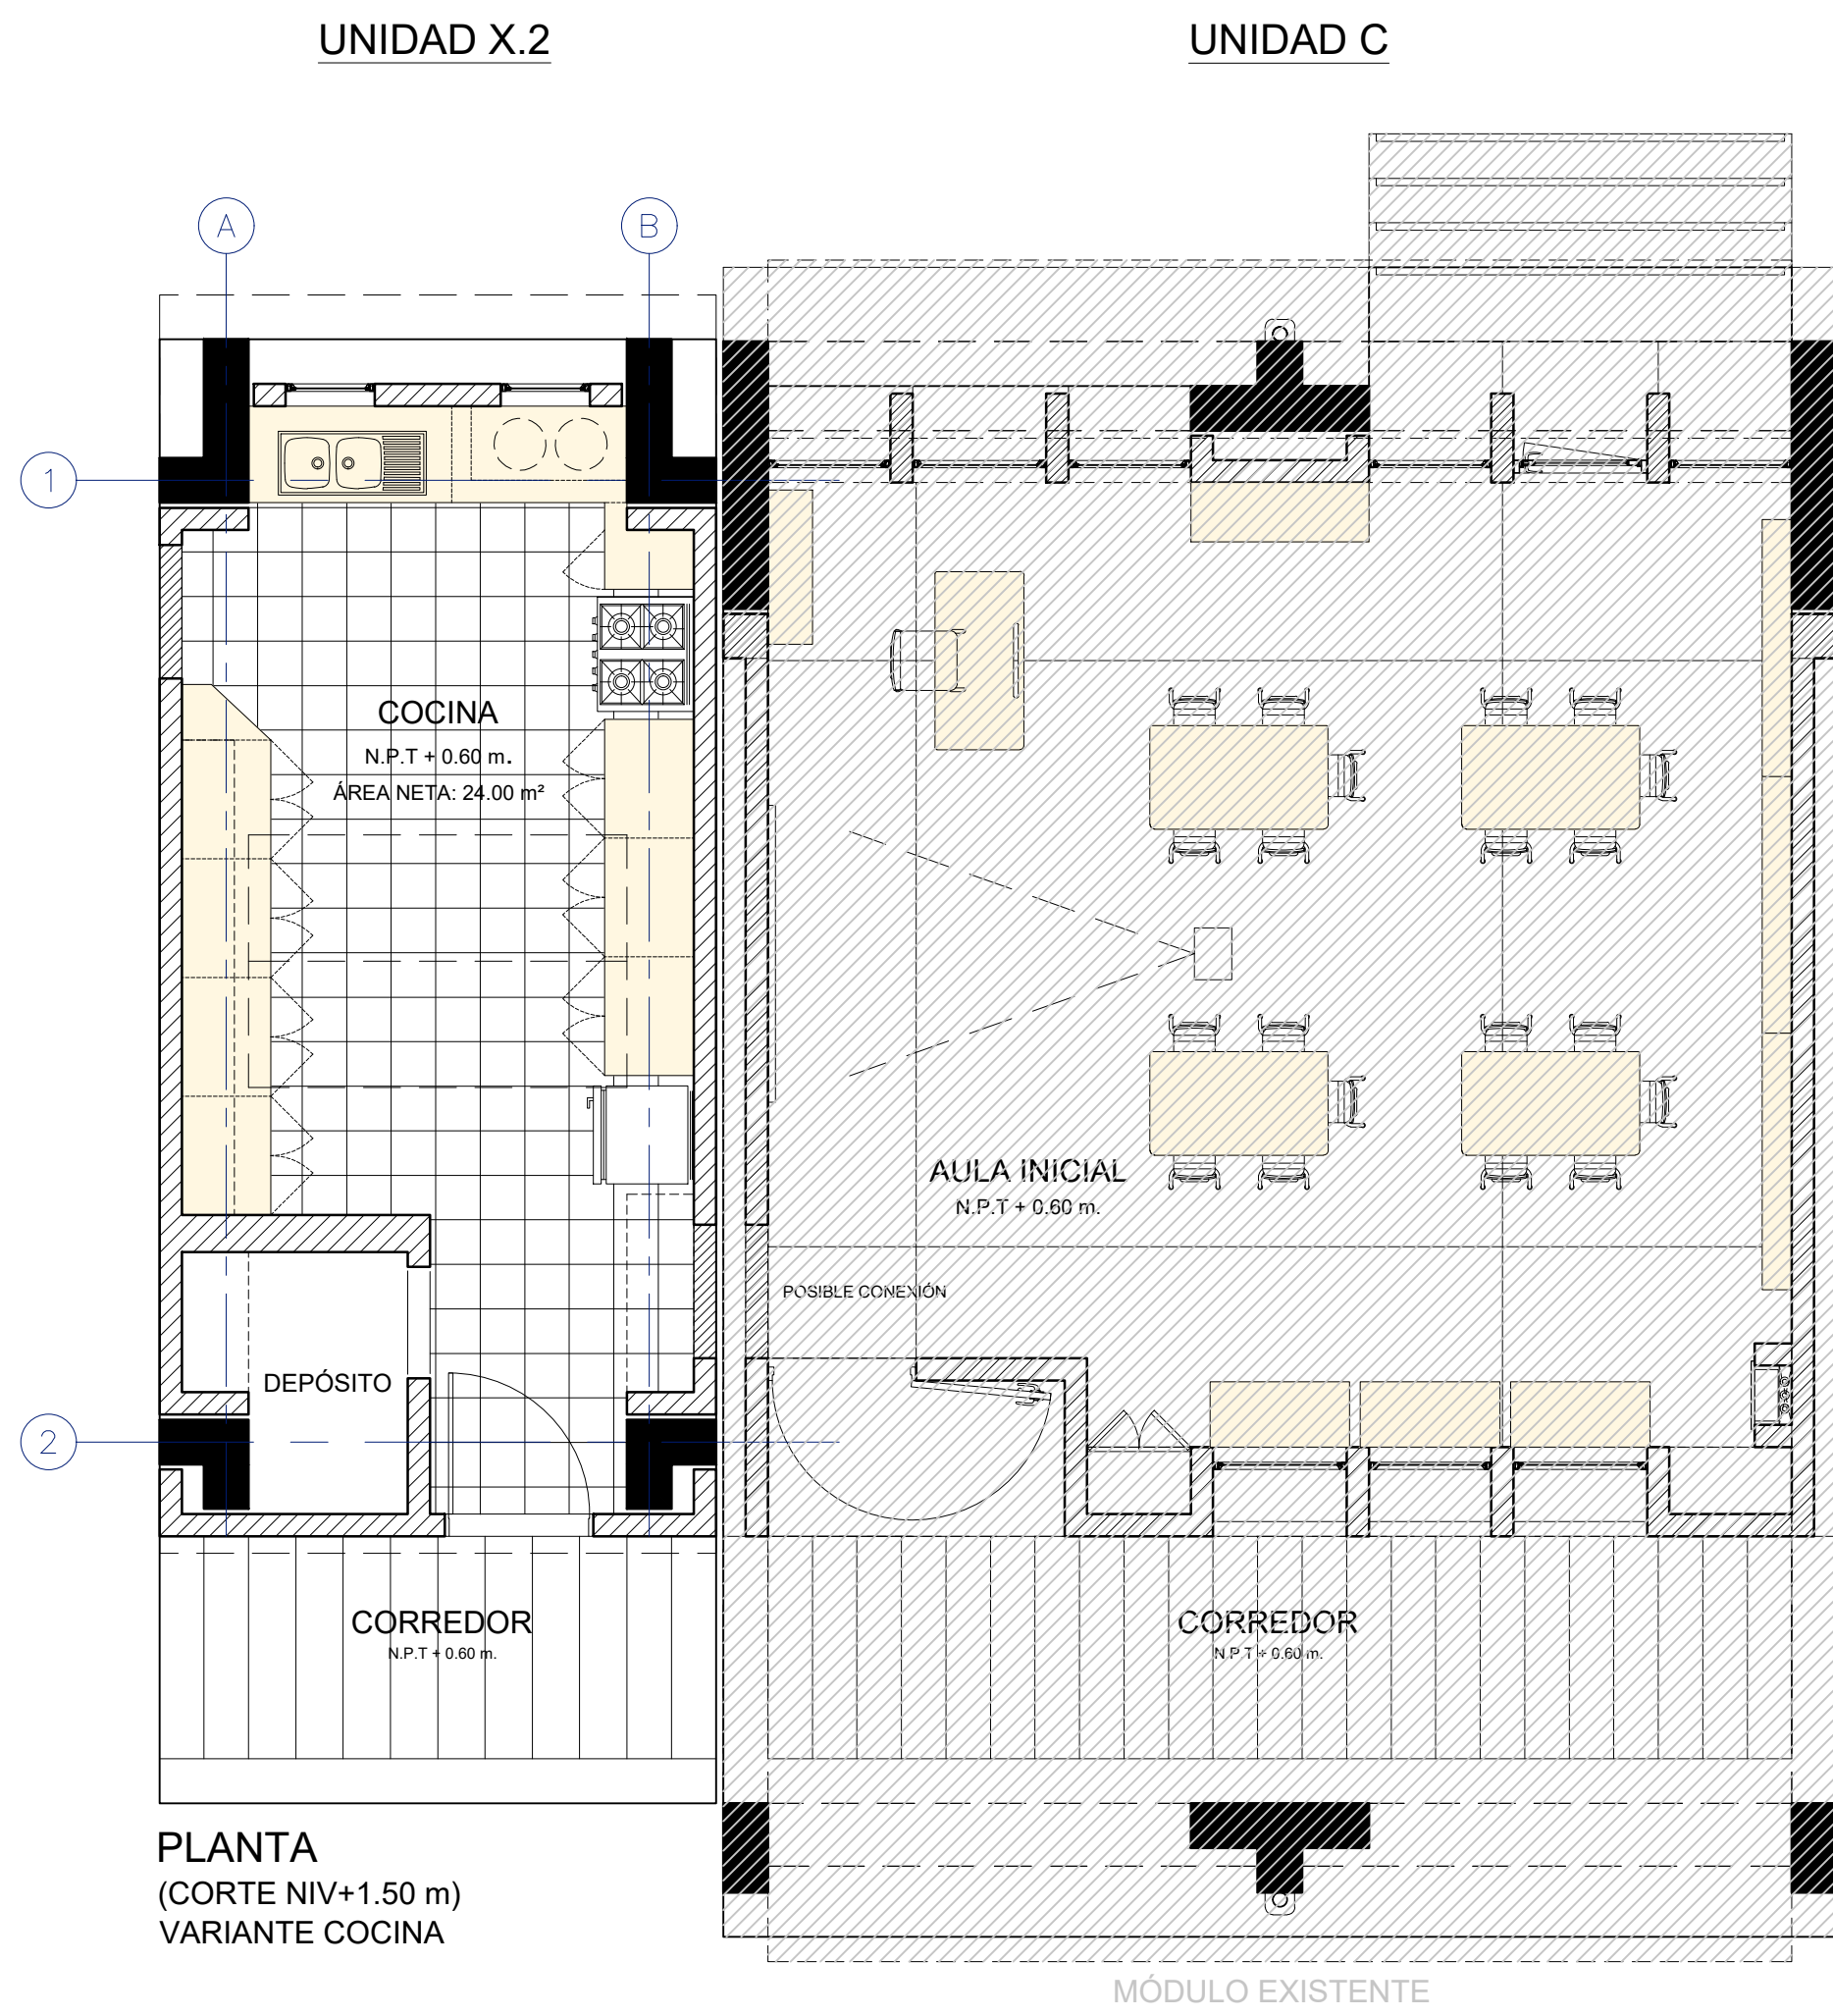 UNIDAD X.2
UNIDAD C
A
B
1
COCINA
N.P.T + 0.60 m.
ÁREA NETA: 24.00 m²
AULA INICIAL
N.P.T + 0.60 m.
POSIBLE CONEXIÓN
DEPÓSITO
2
CORREDOR
N.P.T + 0.60 m.
CORREDOR
N.P.T + 0.60 m.
PLANTA
(CORTE NIV+1.50 m)
VARIANTE COCINA
MÓDULO EXISTENTE